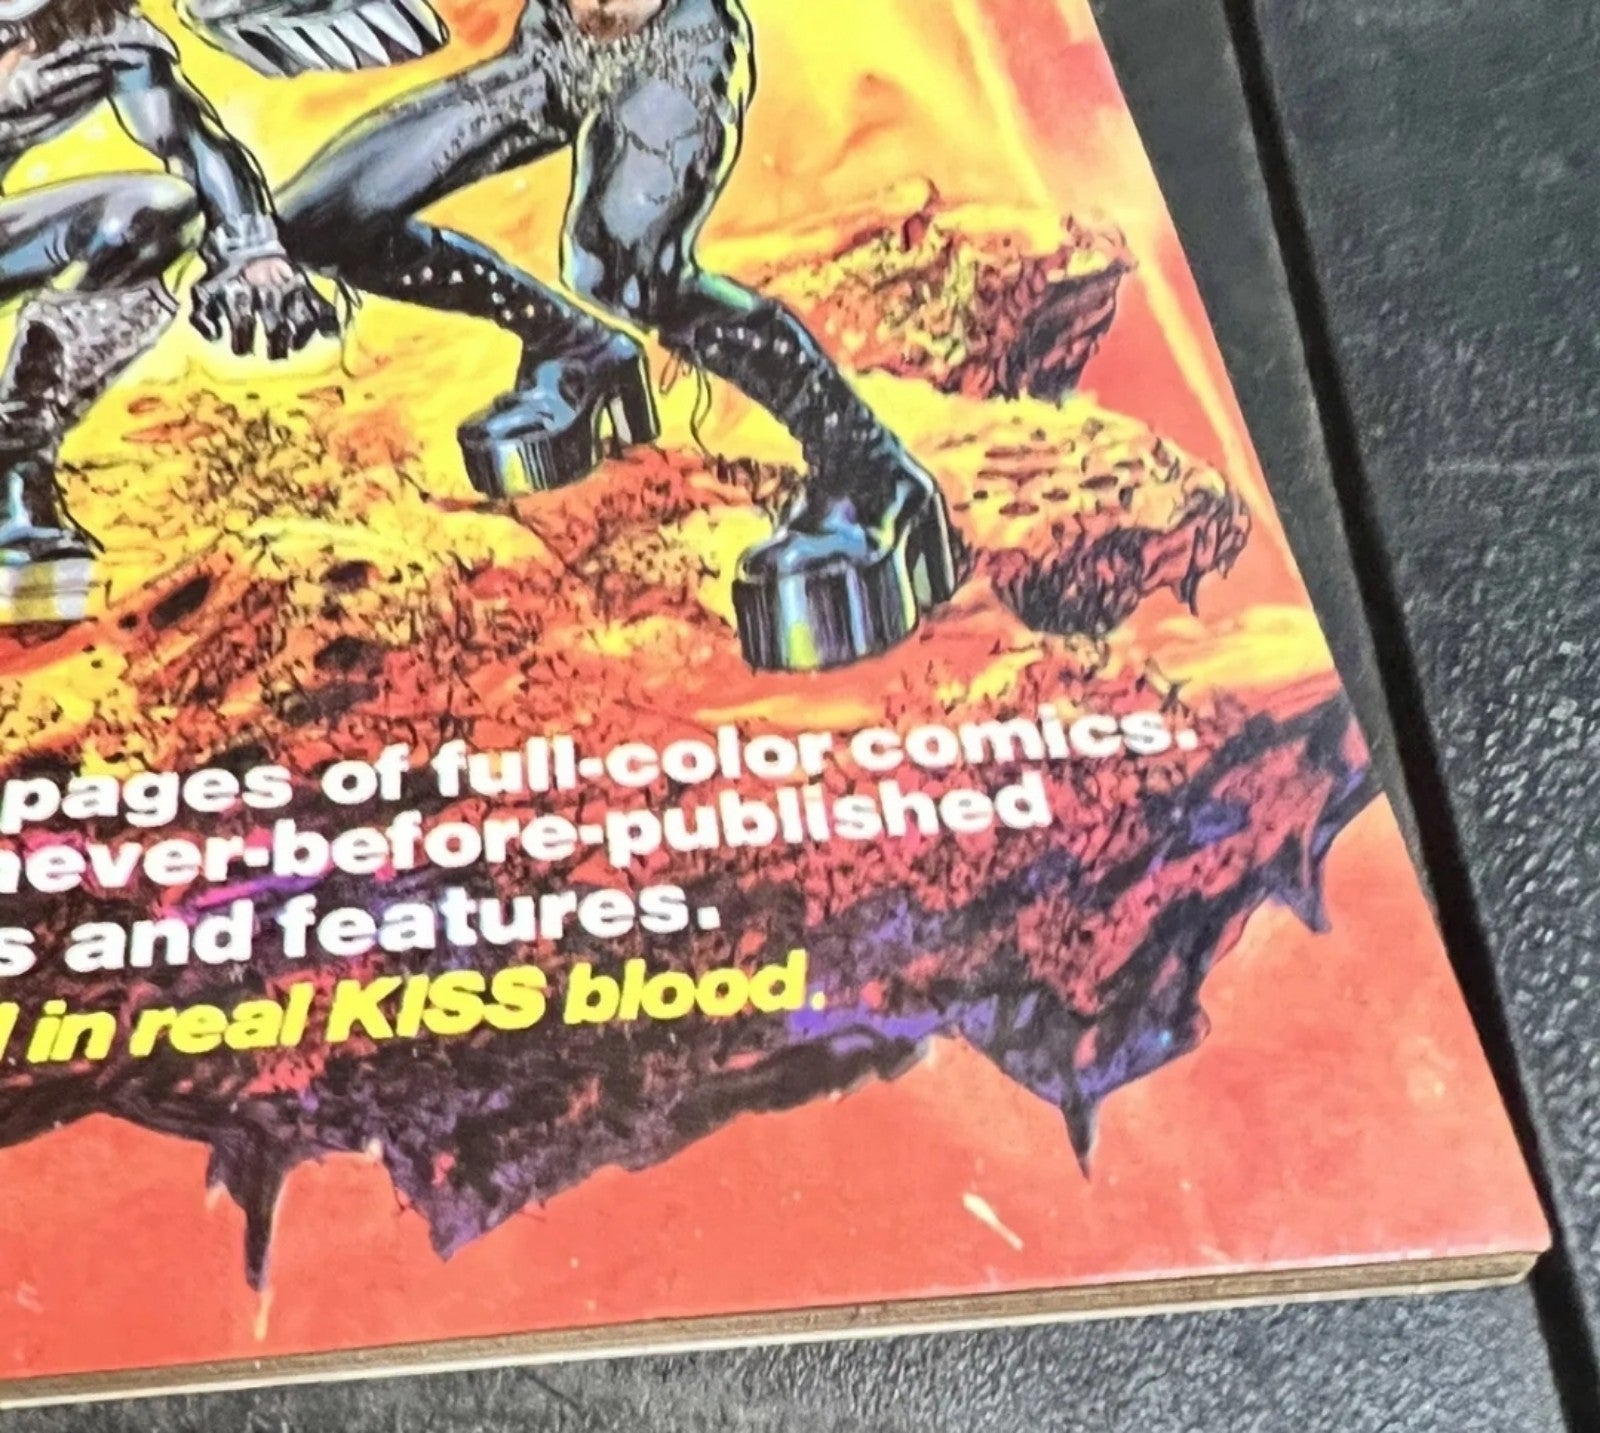 pages of full-color comics.
never-before-published
s and features.
in real KISS blood.